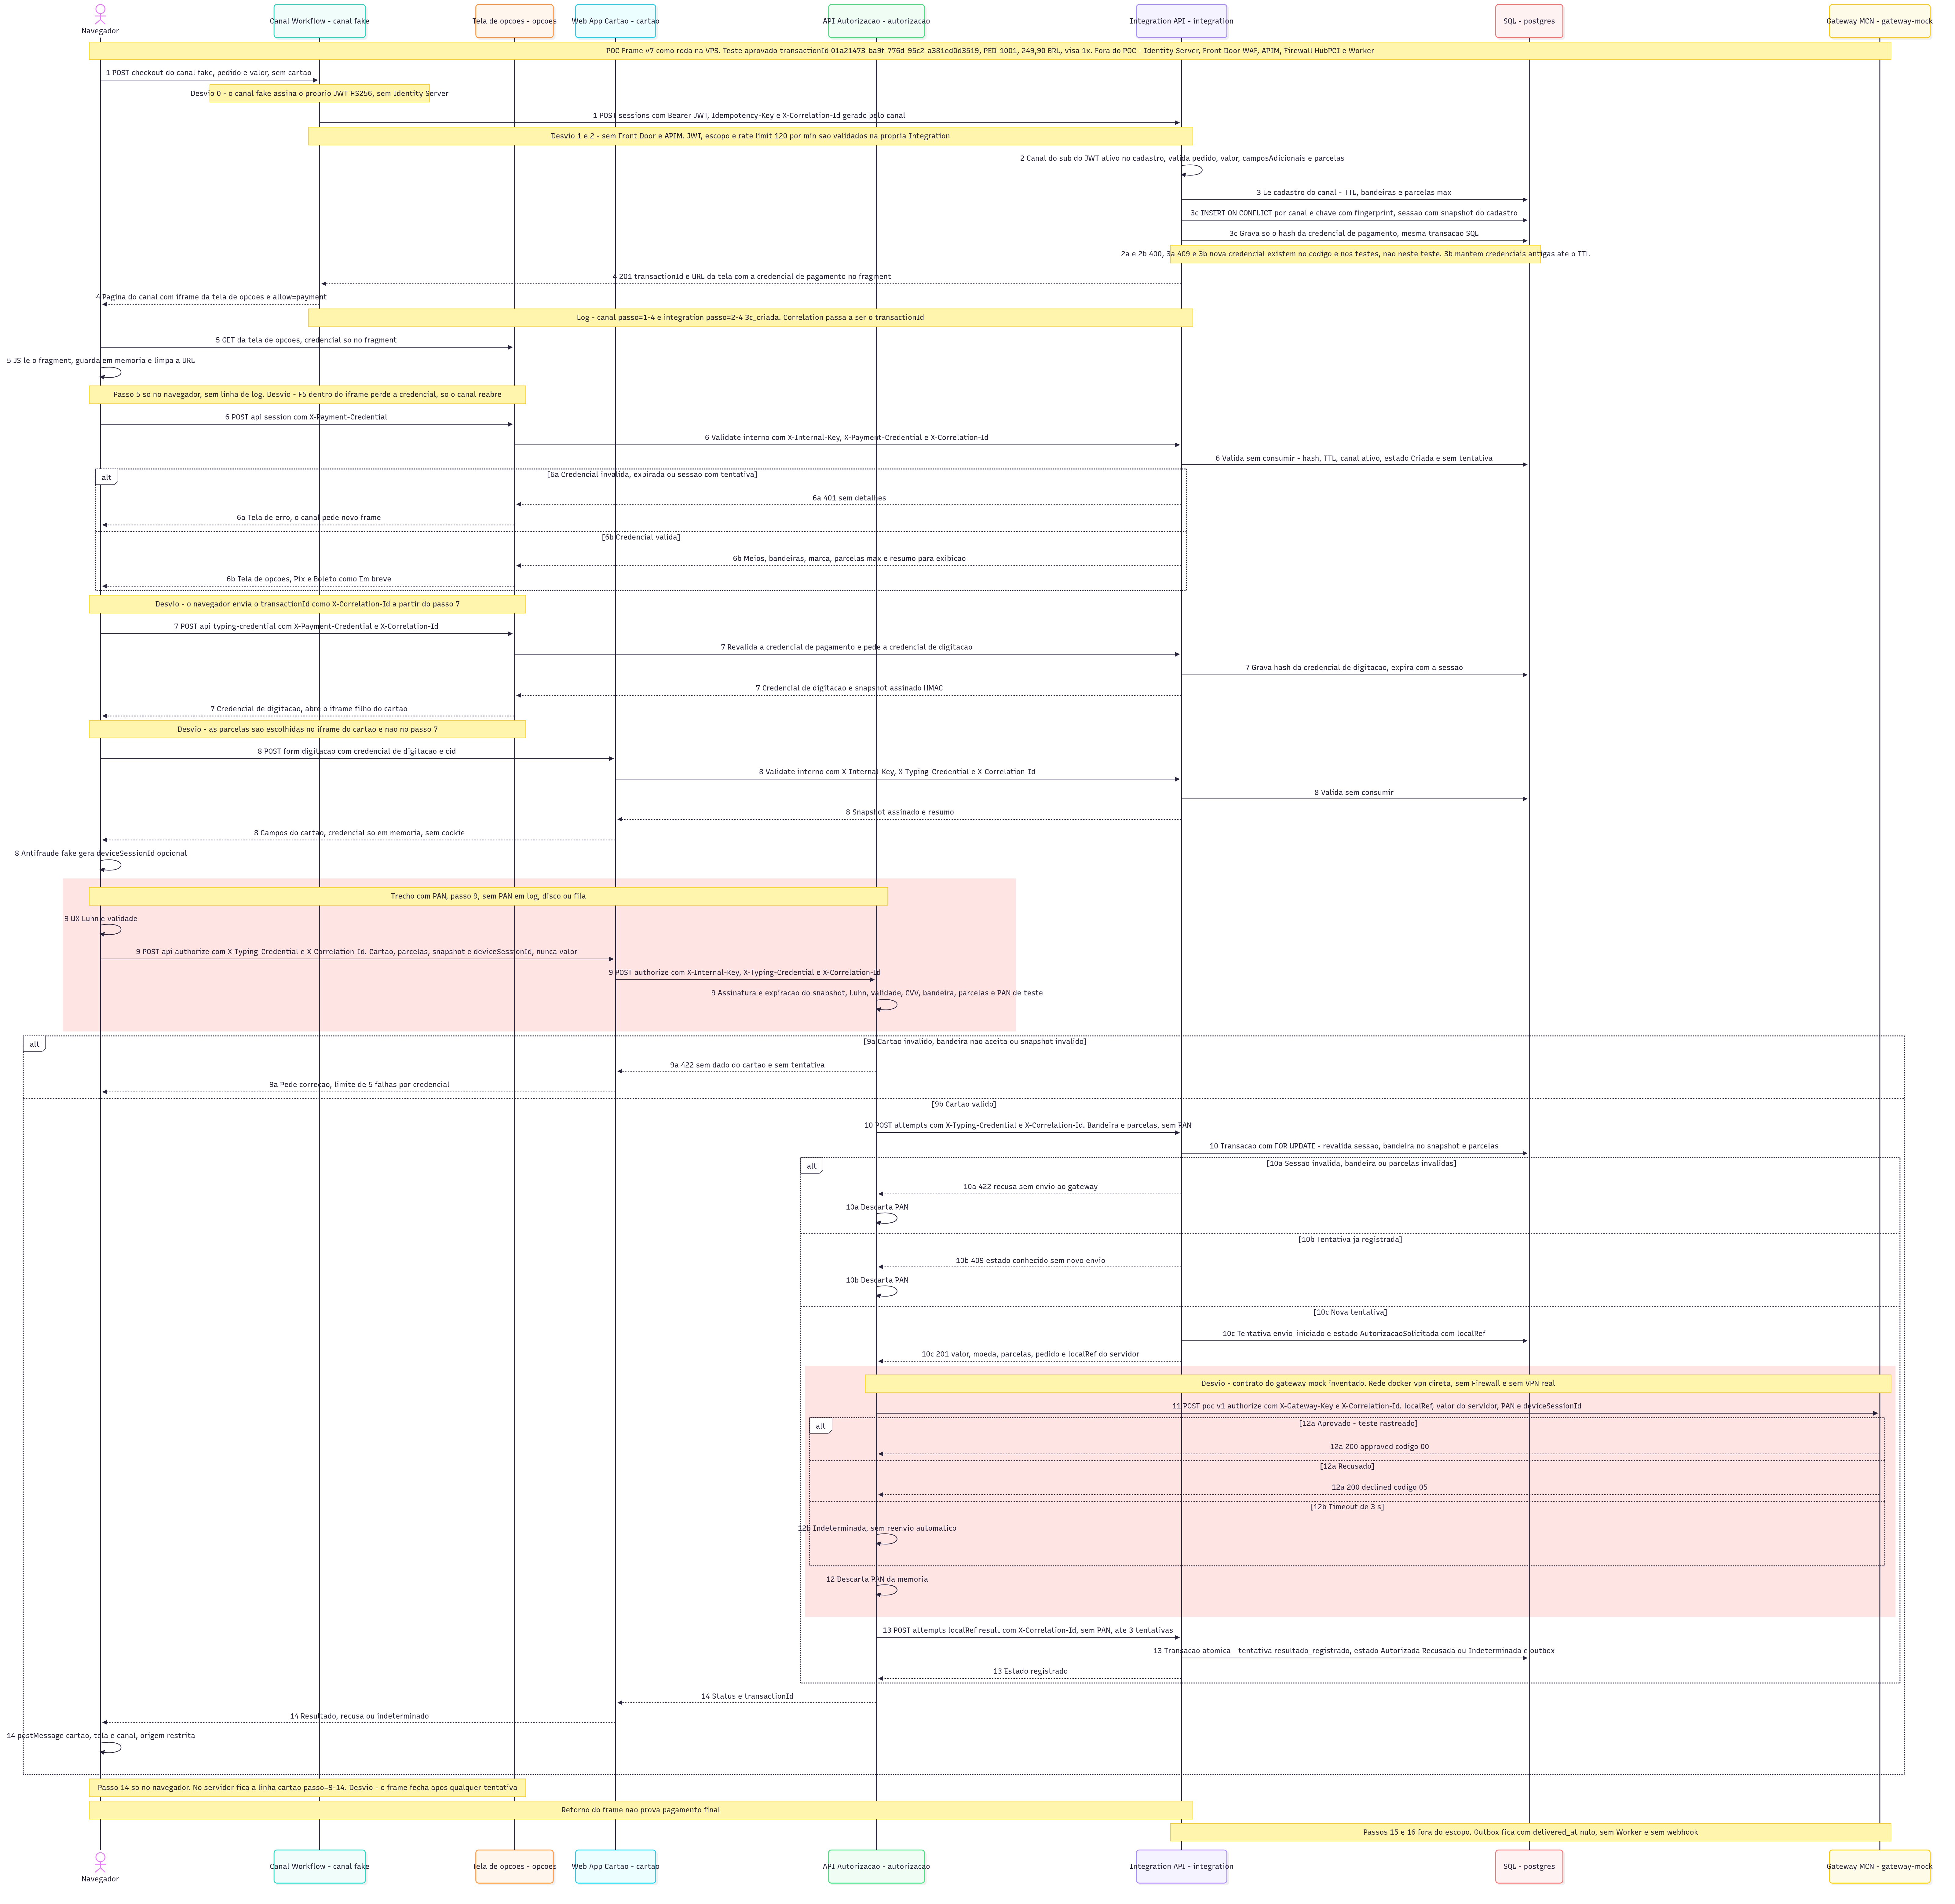 Navegador
Canal Workflow - canal fake
Tela de opcoes - opcoes
Web App Cartao - cartao
API Autorizacao - autorizacao
Integration API - integration
SQL - postgres
Gateway MCN - gateway-mock
POC Frame v7 como roda na VPS. Teste aprovado transactionId 01a21473-ba9f-776d-95c2-a381ed0d3519, PED-1001, 249,90 BRL, visa 1x. Fora do POC - Identity Server, Front Door WAF, APIM, Firewall HubPCI e Worker
1 POST checkout do canal fake, pedido e valor, sem cartao
Desvio 0 - o canal fake assina o proprio JWT HS256, sem Identity Server
1 POST sessions com Bearer JWT, Idempotency-Key e X-Correlation-Id gerado pelo canal
Desvio 1 e 2 - sem Front Door e APIM. JWT, escopo e rate limit 120 por min sao validados na propria Integration
2 Canal do sub do JWT ativo no cadastro, valida pedido, valor, camposAdicionais e parcelas
3 Le cadastro do canal - TTL, bandeiras e parcelas max
3c INSERT ON CONFLICT por canal e chave com fingerprint, sessao com snapshot do cadastro
3c Grava so o hash da credencial de pagamento, mesma transacao SQL
2a e 2b 400, 3a 409 e 3b nova credencial existem no codigo e nos testes, nao neste teste. 3b mantem credenciais antigas ate o TTL
4 201 transactionId e URL da tela com a credencial de pagamento no fragment
4 Pagina do canal com iframe da tela de opcoes e allow=payment
Log - canal passo=1-4 e integration passo=2-4 3c_criada. Correlation passa a ser o transactionId
5 GET da tela de opcoes, credencial so no fragment
5 JS le o fragment, guarda em memoria e limpa a URL
Passo 5 so no navegador, sem linha de log. Desvio - F5 dentro do iframe perde a credencial, so o canal reabre
6 POST api session com X-Payment-Credential
6 Validate interno com X-Internal-Key, X-Payment-Credential e X-Correlation-Id
6 Valida sem consumir - hash, TTL, canal ativo, estado Criada e sem tentativa
alt
[6a Credencial invalida, expirada ou sessao com tentativa]
6a 401 sem detalhes
6a Tela de erro, o canal pede novo frame
[6b Credencial valida]
6b Meios, bandeiras, marca, parcelas max e resumo para exibicao
6b Tela de opcoes, Pix e Boleto como Em breve
Desvio - o navegador envia o transactionId como X-Correlation-Id a partir do passo 7
7 POST api typing-credential com X-Payment-Credential e X-Correlation-Id
7 Revalida a credencial de pagamento e pede a credencial de digitacao
7 Grava hash da credencial de digitacao, expira com a sessao
7 Credencial de digitacao e snapshot assinado HMAC
7 Credencial de digitacao, abre o iframe filho do cartao
Desvio - as parcelas sao escolhidas no iframe do cartao e nao no passo 7
8 POST form digitacao com credencial de digitacao e cid
8 Validate interno com X-Internal-Key, X-Typing-Credential e X-Correlation-Id
8 Valida sem consumir
8 Snapshot assinado e resumo
8 Campos do cartao, credencial so em memoria, sem cookie
8 Antifraude fake gera deviceSessionId opcional
Trecho com PAN, passo 9, sem PAN em log, disco ou fila
9 UX Luhn e validade
9 POST api authorize com X-Typing-Credential e X-Correlation-Id. Cartao, parcelas, snapshot e deviceSessionId, nunca valor
9 POST authorize com X-Internal-Key, X-Typing-Credential e X-Correlation-Id
9 Assinatura e expiracao do snapshot, Luhn, validade, CVV, bandeira, parcelas e PAN de teste
alt
[9a Cartao invalido, bandeira nao aceita ou snapshot invalido]
9a 422 sem dado do cartao e sem tentativa
9a Pede correcao, limite de 5 falhas por credencial
[9b Cartao valido]
10 POST attempts com X-Typing-Credential e X-Correlation-Id. Bandeira e parcelas, sem PAN
10 Transacao com FOR UPDATE - revalida sessao, bandeira no snapshot e parcelas
alt
[10a Sessao invalida, bandeira ou parcelas invalidas]
10a 422 recusa sem envio ao gateway
10a Descarta PAN
[10b Tentativa ja registrada]
10b 409 estado conhecido sem novo envio
10b Descarta PAN
[10c Nova tentativa]
10c Tentativa envio_iniciado e estado AutorizacaoSolicitada com localRef
10c 201 valor, moeda, parcelas, pedido e localRef do servidor
Desvio - contrato do gateway mock inventado. Rede docker vpn direta, sem Firewall e sem VPN real
11 POST poc v1 authorize com X-Gateway-Key e X-Correlation-Id. localRef, valor do servidor, PAN e deviceSessionId
alt
[12a Aprovado - teste rastreado]
12a 200 approved codigo 00
[12a Recusado]
12a 200 declined codigo 05
[12b Timeout de 3 s]
12b Indeterminada, sem reenvio automatico
12 Descarta PAN da memoria
13 POST attempts localRef result com X-Correlation-Id, sem PAN, ate 3 tentativas
13 Transacao atomica - tentativa resultado_registrado, estado Autorizada Recusada ou Indeterminada e outbox
13 Estado registrado
14 Status e transactionId
14 Resultado, recusa ou indeterminado
14 postMessage cartao, tela e canal, origem restrita
Passo 14 so no navegador. No servidor fica a linha cartao passo=9-14. Desvio - o frame fecha apos qualquer tentativa
Retorno do frame nao prova pagamento final
Passos 15 e 16 fora do escopo. Outbox fica com delivered_at nulo, sem Worker e sem webhook
Navegador
Canal Workflow - canal fake
Tela de opcoes - opcoes
Web App Cartao - cartao
API Autorizacao - autorizacao
Integration API - integration
SQL - postgres
Gateway MCN - gateway-mock